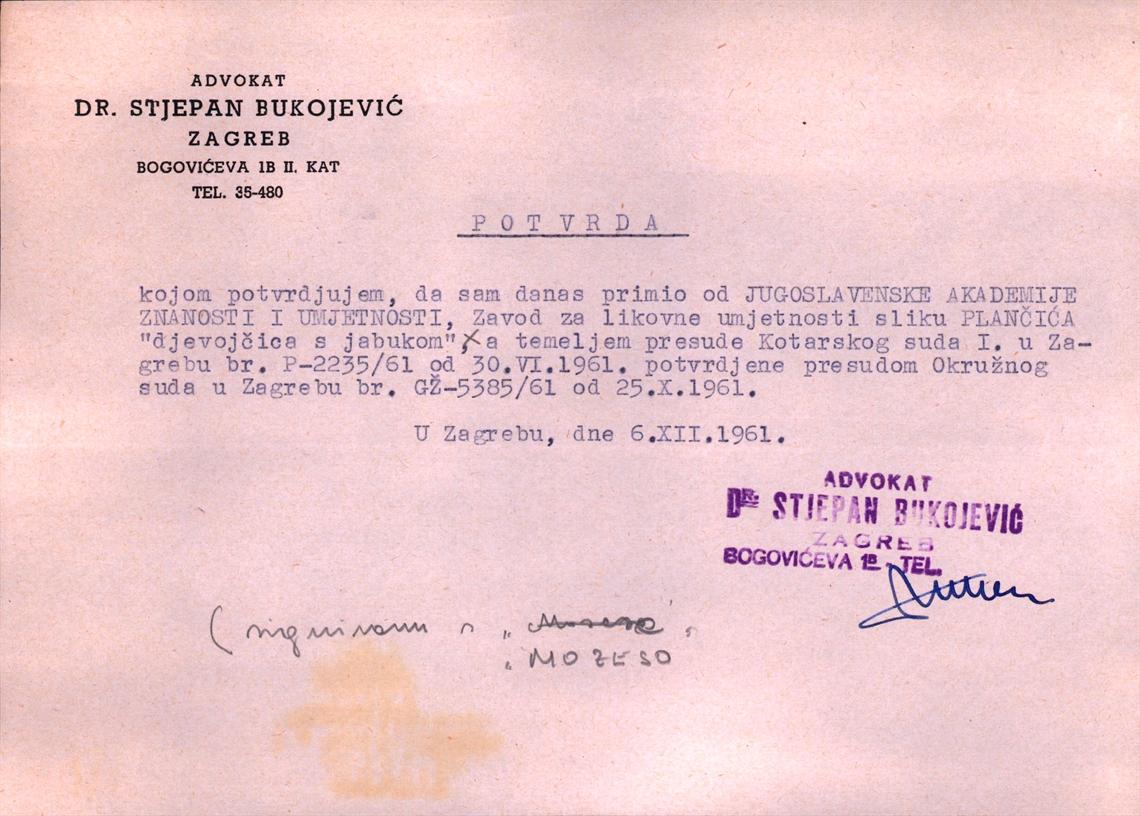 ADVOKAT
DR. STJEPAN BUKOJEVIĆ
ZAGREB
BOGOVIĆEVA 1B II. KAT
TEL. 35-480
P O T V R D A
kojom potvrdjujem, da sam danas primio od JUGOSLAVENSKE AKADEMIJE
ZNANOSTI I UMJETNOSTI, Zavod za likovne umjetnosti sliku PLANČIĆA
"djevojčica s jabukom", a temeljem presude Kotarskog suda I. u Za-
grebu br. P-2235/61 od 30.VI.1961. potvrdjene presudom Okružnog
suda u Zagrebu br. GŽ-5385/61 od 25.X.1961.
U Zagrebu, dne 6.XII.1961.
ADVOKAT
DR. STJEPAN BUKOJEVIĆ
ZAGREB
BOGOVIĆEVA 1B TEL.
(signiranu s "
"MOZESO